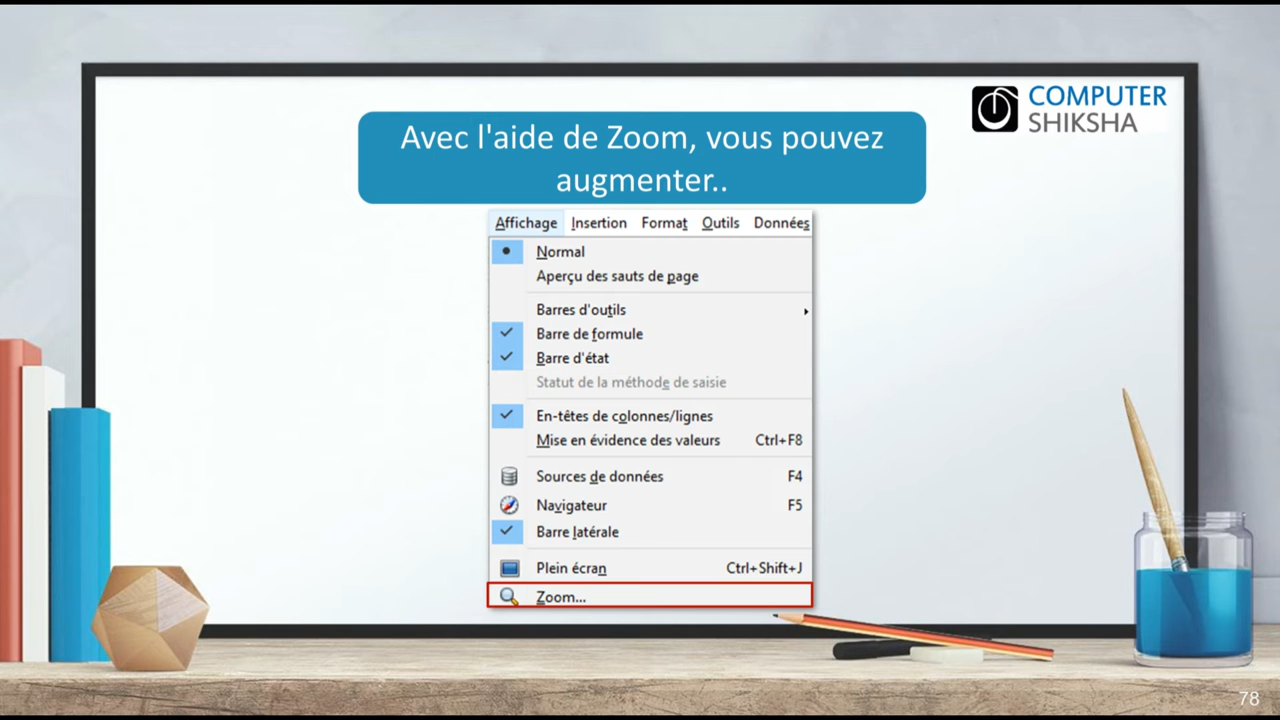 COMPUTER
SHIKSHA
Avec l'aide de Zoom, vous pouvez
augmenter..
Affichage Insertion Format Outils Données
Normal
Aperçu des sauts de page
Barres d'outils
Barre de formule
Barre d'état
Statut de la méthode de saisie
En-têtes de colonnes/lignes
Mise en évidence des valeurs Ctrl+F8
Sources de données F4
Navigateur F5
Barre latérale
Plein écran Ctrl+Shift+J
Zoom...
78